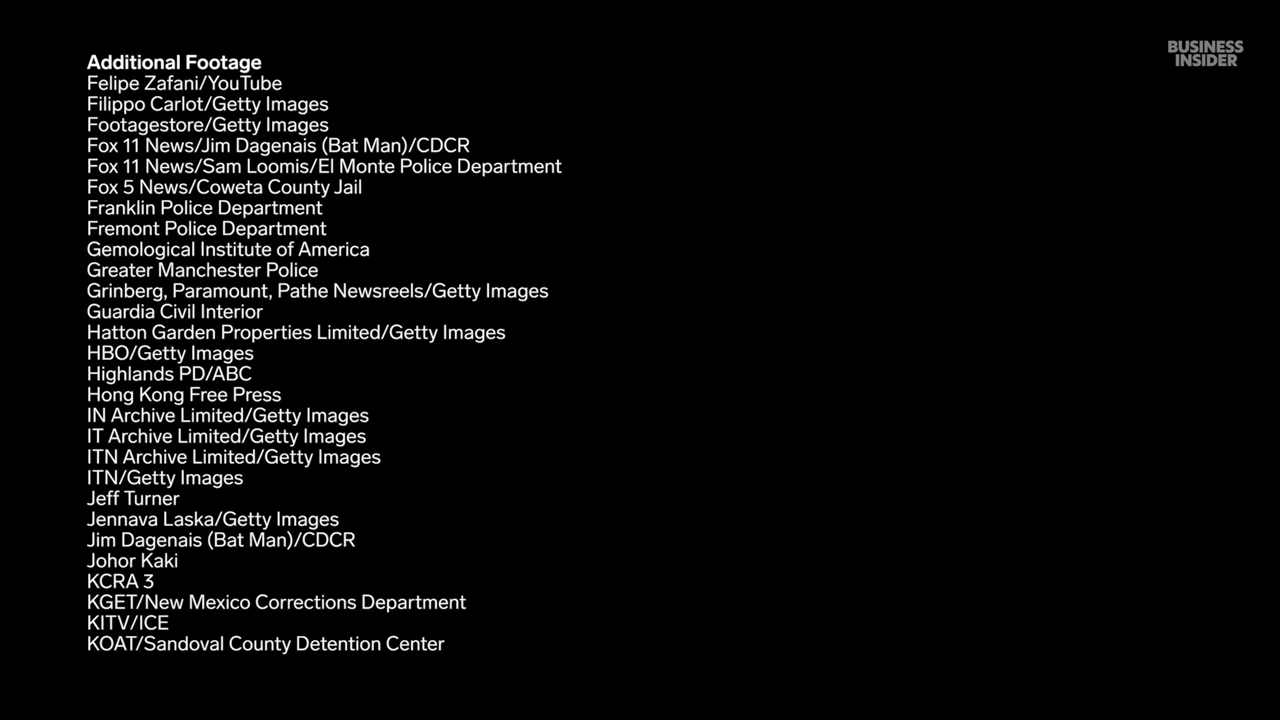 BUSINESS
INSIDER
Additional Footage
Felipe Zafani/YouTube
Filippo Carlot/Getty Images
Footagestore/Getty Images
Fox 11 News/Jim Dagenais (Bat Man)/CDCR
Fox 11 News/Sam Loomis/El Monte Police Department
Fox 5 News/Coweta County Jail
Franklin Police Department
Fremont Police Department
Gemological Institute of America
Greater Manchester Police
Grinberg, Paramount, Pathe Newsreels/Getty Images
Guardia Civil Interior
Hatton Garden Properties Limited/Getty Images
HBO/Getty Images
Highlands PD/ABC
Hong Kong Free Press
IN Archive Limited/Getty Images
IT Archive Limited/Getty Images
ITN Archive Limited/Getty Images
ITN/Getty Images
Jeff Turner
Jennava Laska/Getty Images
Jim Dagenais (Bat Man)/CDCR
Johor Kaki
KCRA 3
KGET/New Mexico Corrections Department
KITV/ICE
KOAT/Sandoval County Detention Center